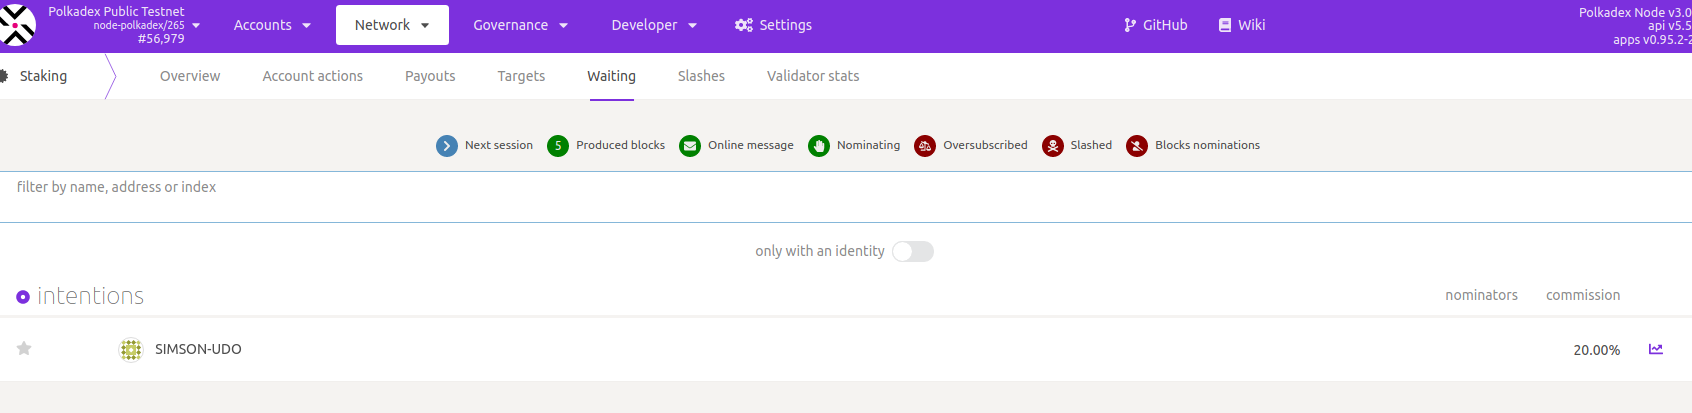 Polkadex Public Testnet
node-polkadex/265
#56,979
Accounts
Network
Governance
Developer
Settings
GitHub
Wiki
Polkadex Node v3.0
api v5.5
apps v0.95.2-2
Staking
Overview
Account actions
Payouts
Targets
Waiting
Slashes
Validator stats
Next session
5 Produced blocks
Online message
Nominating
Oversubscribed
Slashed
Blocks nominations
filter by name, address or index
only with an identity
intentions nominators commission
SIMSON-UDO 20.00%